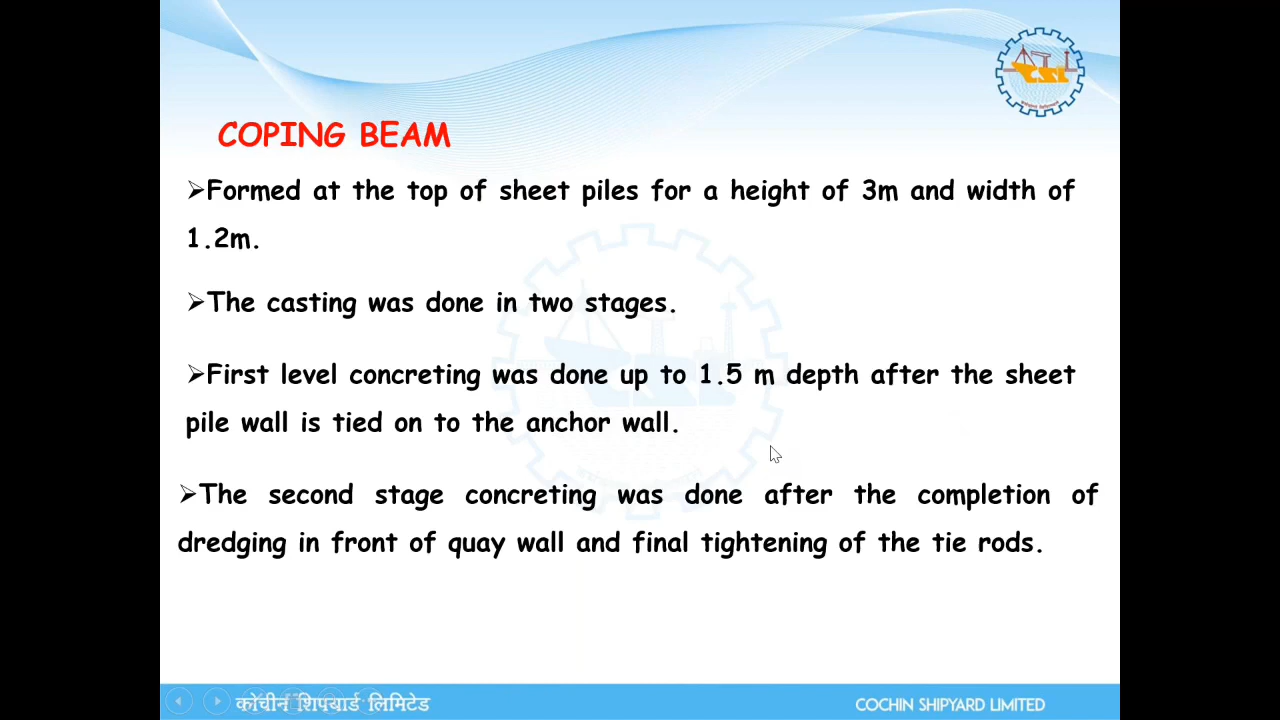 CSL
COPING BEAM
➢Formed at the top of sheet piles for a height of 3m and width of
1.2m.
➢The casting was done in two stages.
➢First level concreting was done up to 1.5 m depth after the sheet
pile wall is tied on to the anchor wall.
➢The second stage concreting was done after the completion of
dredging in front of quay wall and final tightening of the tie rods.
कोचीन शिपयार्ड लिमिटेड
COCHIN SHIPYARD LIMITED